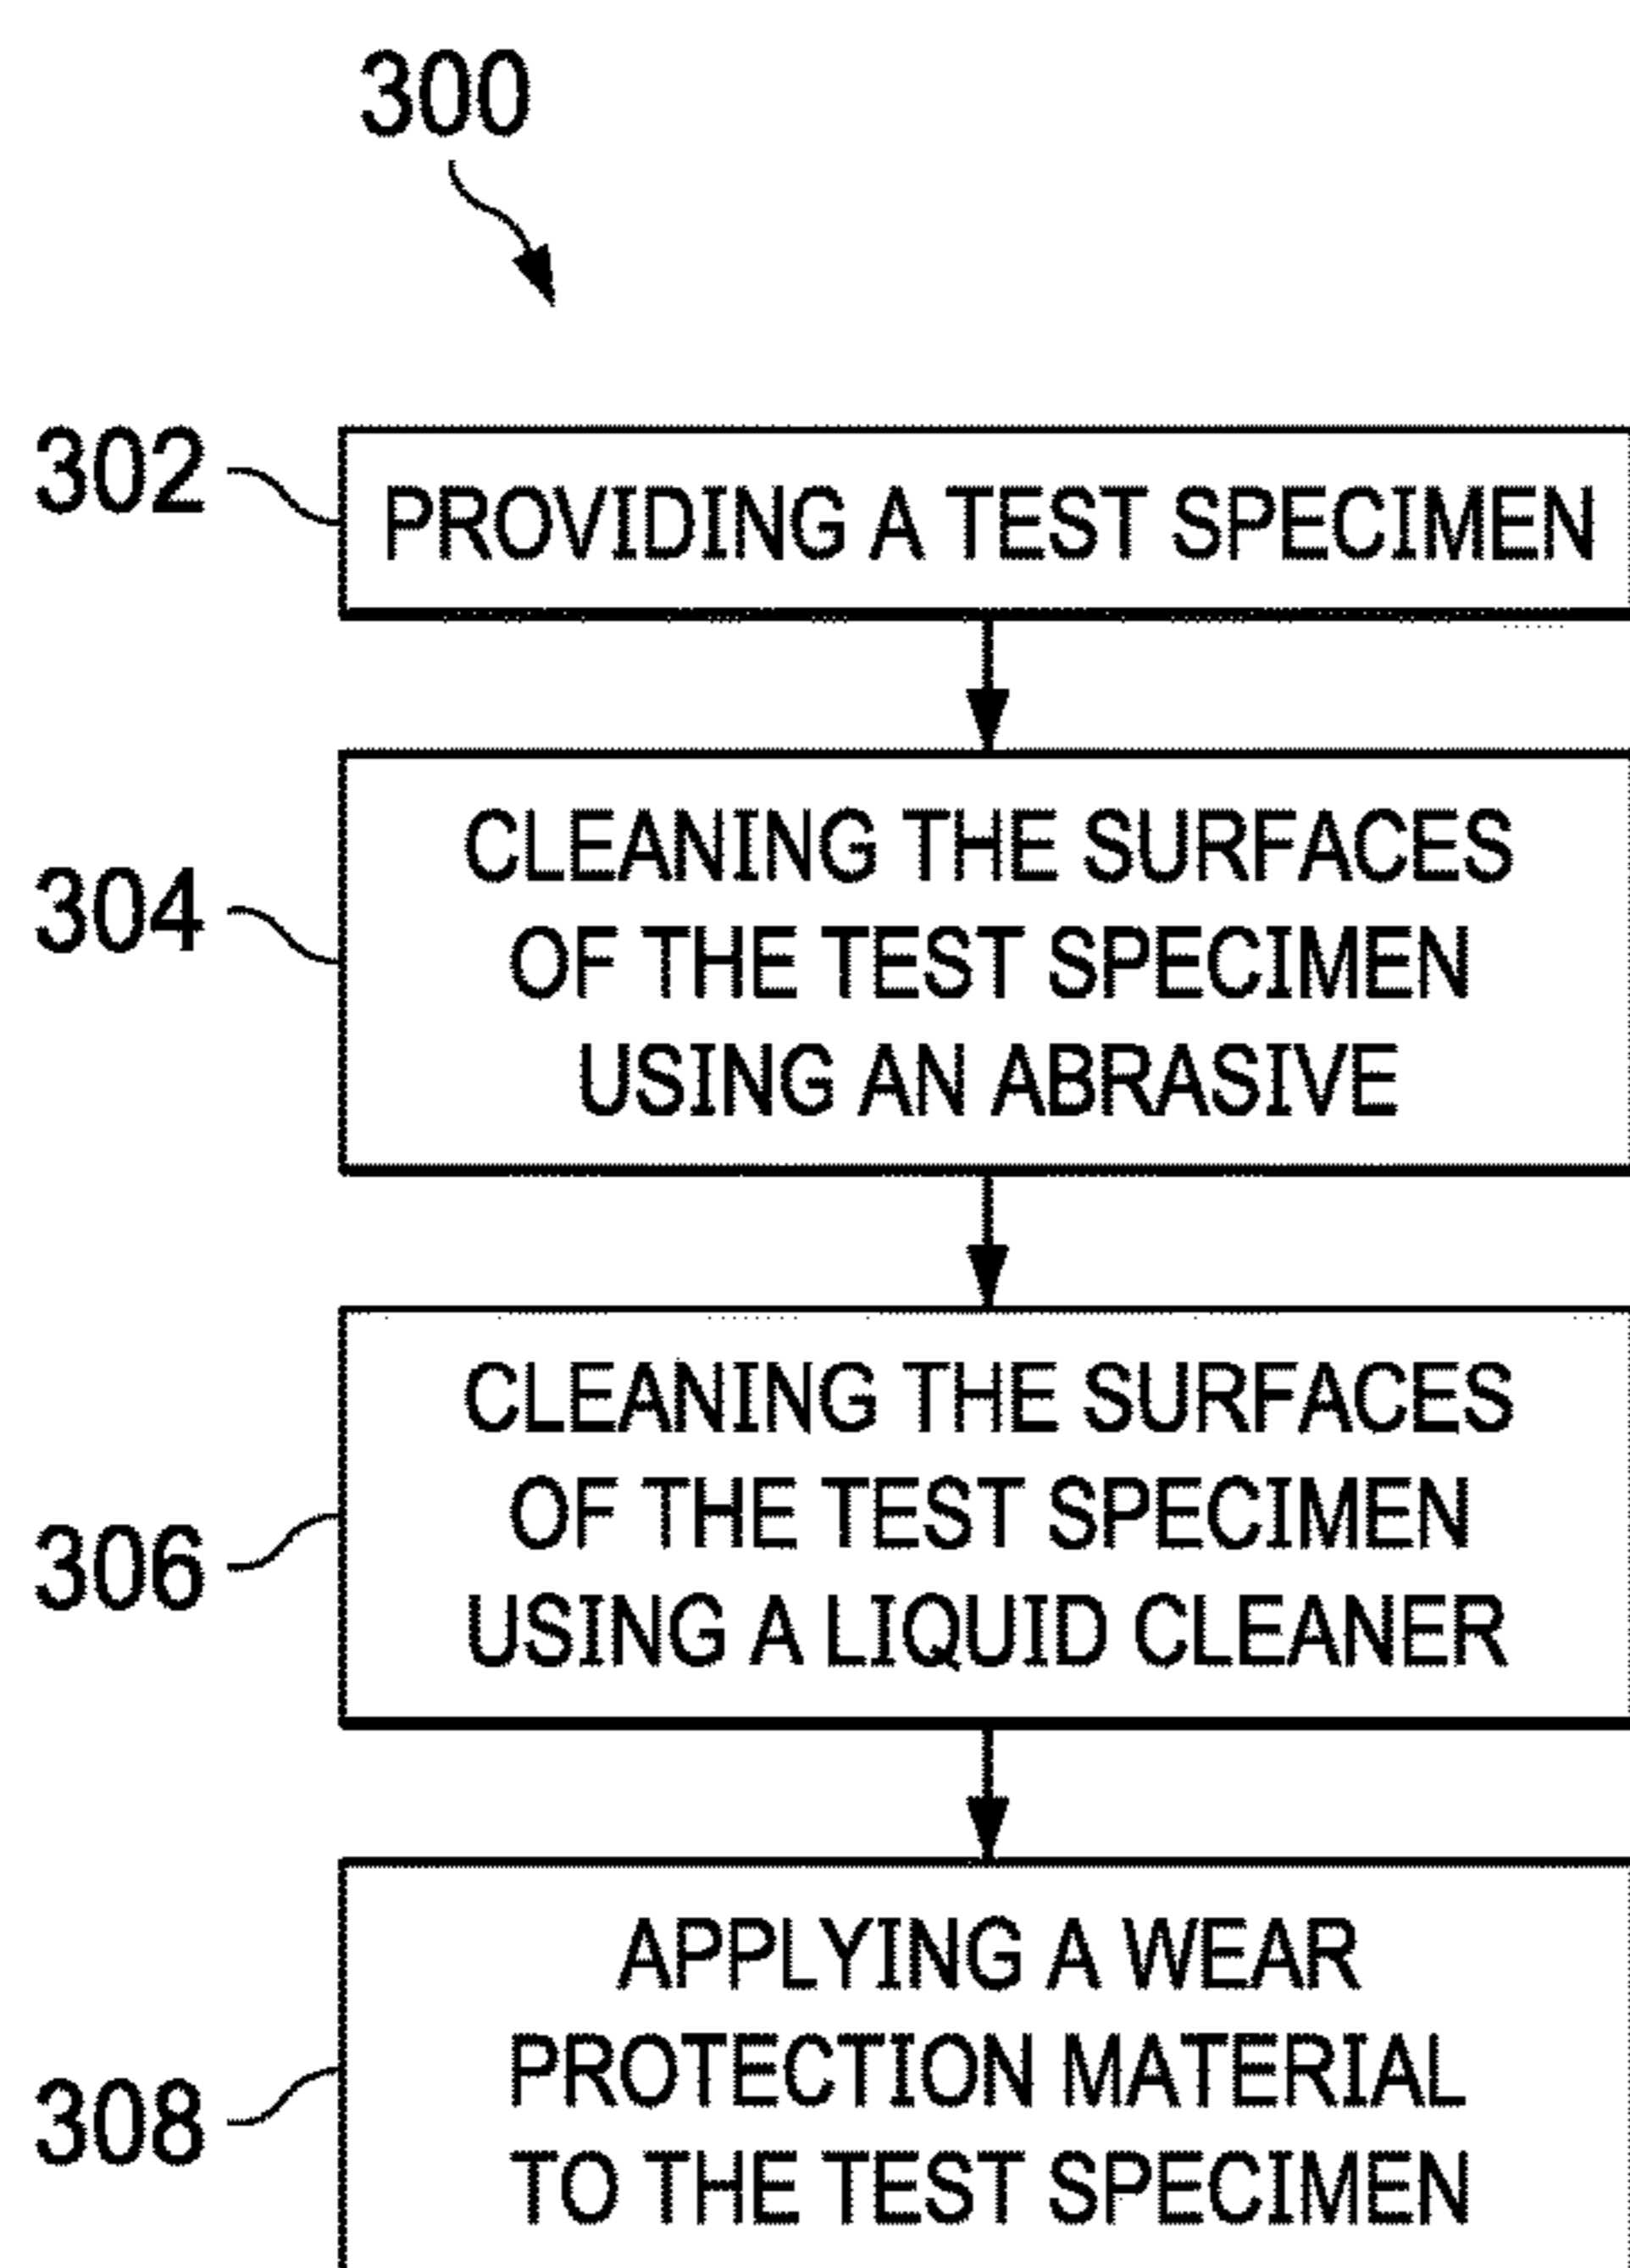 300
302
PROVIDING A TEST SPECIMEN
304
CLEANING THE SURFACES
OF THE TEST SPECIMEN
USING AN ABRASIVE
306
CLEANING THE SURFACES
OF THE TEST SPECIMEN
USING A LIQUID CLEANER
308
APPLYING A WEAR
PROTECTION MATERIAL
TO THE TEST SPECIMEN